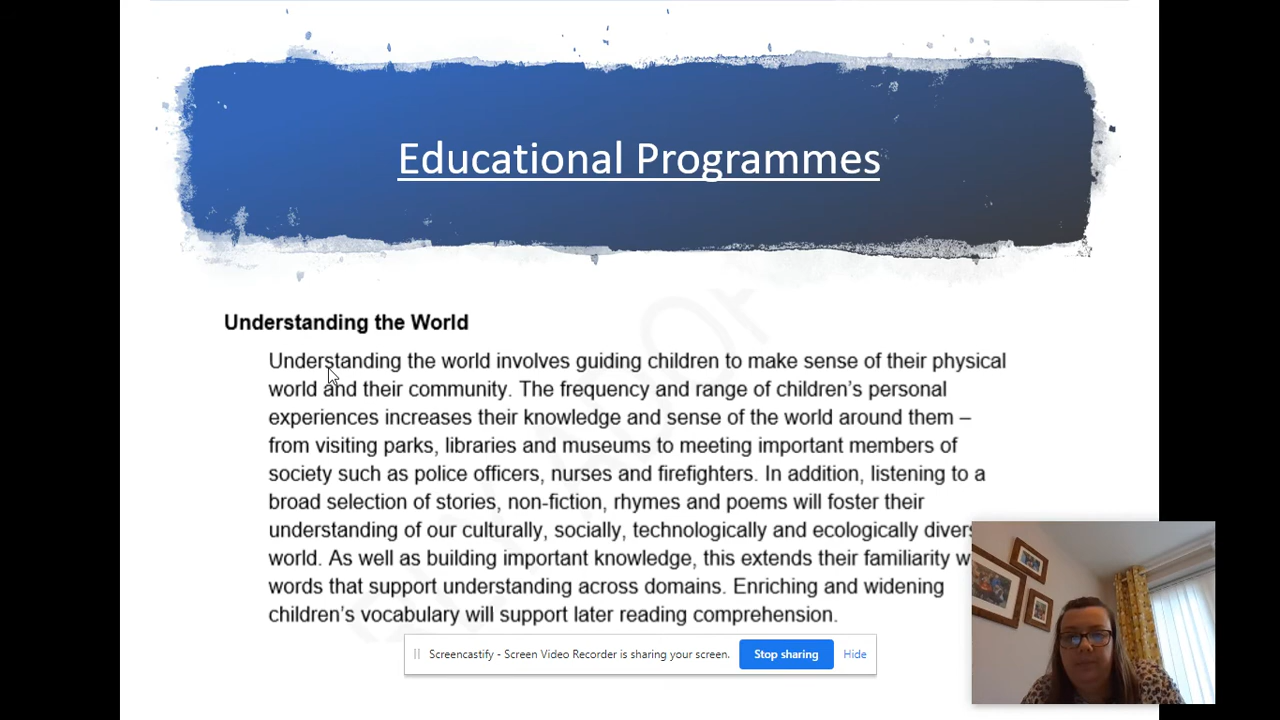 Educational Programmes
Understanding the World
Understanding the world involves guiding children to make sense of their physical
world and their community. The frequency and range of children's personal
experiences increases their knowledge and sense of the world around them –
from visiting parks, libraries and museums to meeting important members of
society such as police officers, nurses and firefighters. In addition, listening to a
broad selection of stories, non-fiction, rhymes and poems will foster their
understanding of our culturally, socially, technologically and ecologically divers
world. As well as building important knowledge, this extends their familiarity w
words that support understanding across domains. Enriching and widening
children's vocabulary will support later reading comprehension.
Screencastify - Screen Video Recorder is sharing your screen. Stop sharing Hide